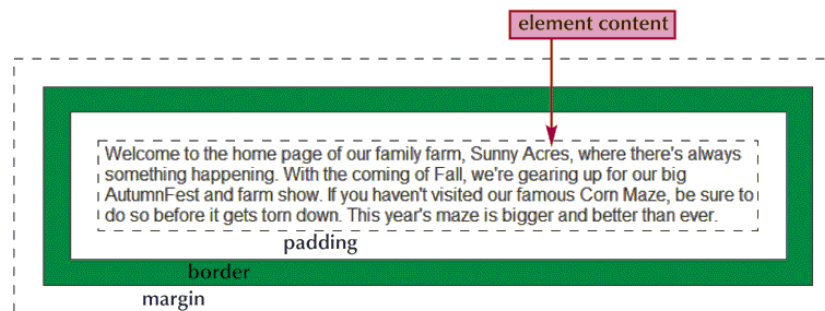 element content
Welcome to the home page of our family farm, Sunny Acres, where there's always
something happening. With the coming of Fall, we're gearing up for our big
AutumnFest and farm show. If you haven't visited our famous Corn Maze, be sure to
do so before it gets torn down. This year's maze is bigger and better than ever.
padding
border
margin